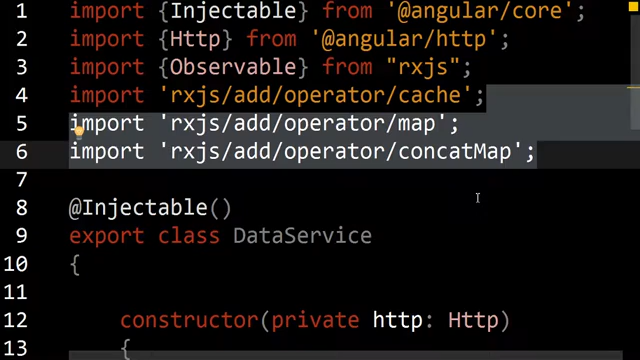 1 import {Injectable} from '@angular/core';
2 import {Http} from '@angular/http';
3 import {Observable} from "rxjs";
4 import 'rxjs/add/operator/cache';
5 import 'rxjs/add/operator/map';
6 import 'rxjs/add/operator/concatMap';
7
8 @Injectable()
9 export class DataService
10 {
11
12 constructor(private http: Http)
13 {